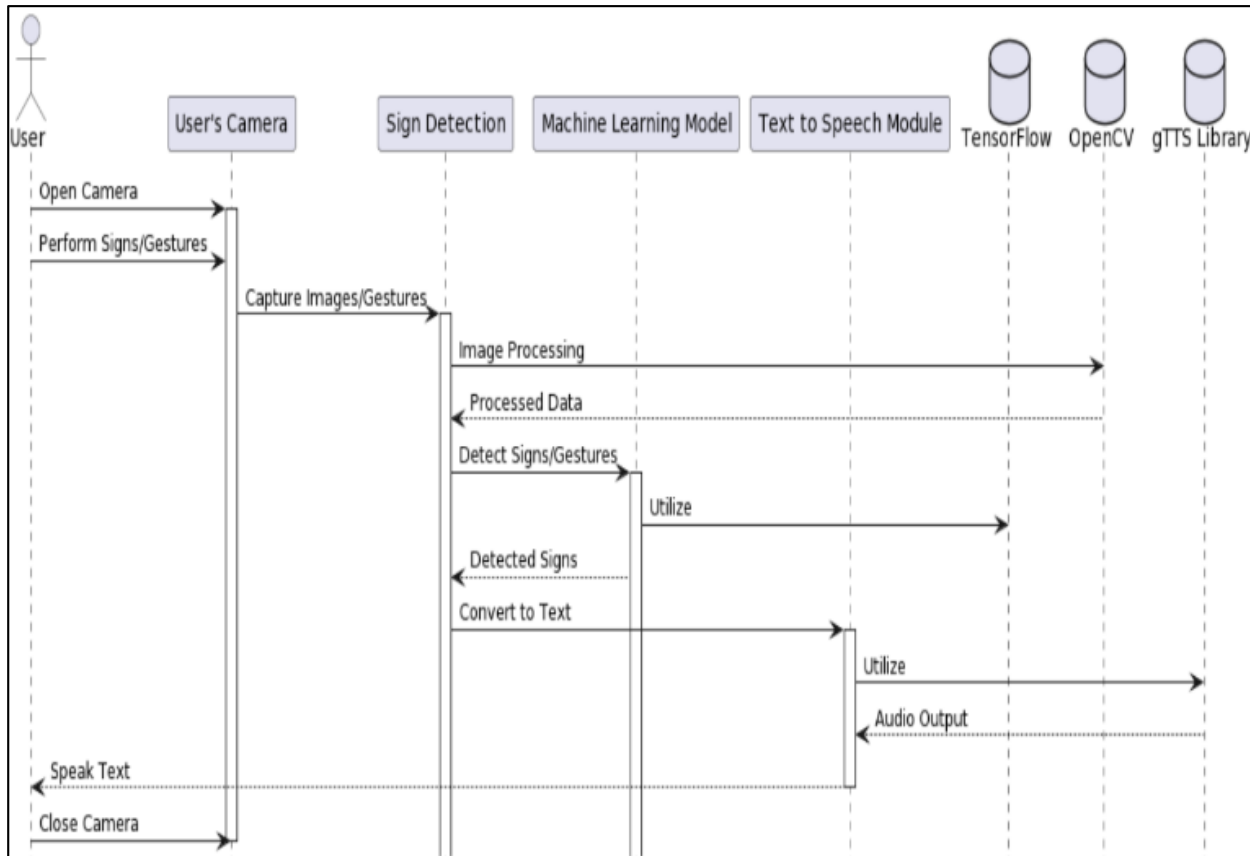 User
User's Camera
Sign Detection
Machine Learning Model
Text to Speech Module
TensorFlow
OpenCV
gTTS Library
Open Camera
Perform Signs/Gestures
Capture Images/Gestures
Image Processing
Processed Data
Detect Signs/Gestures
Utilize
Detected Signs
Convert to Text
Utilize
Audio Output
Speak Text
Close Camera